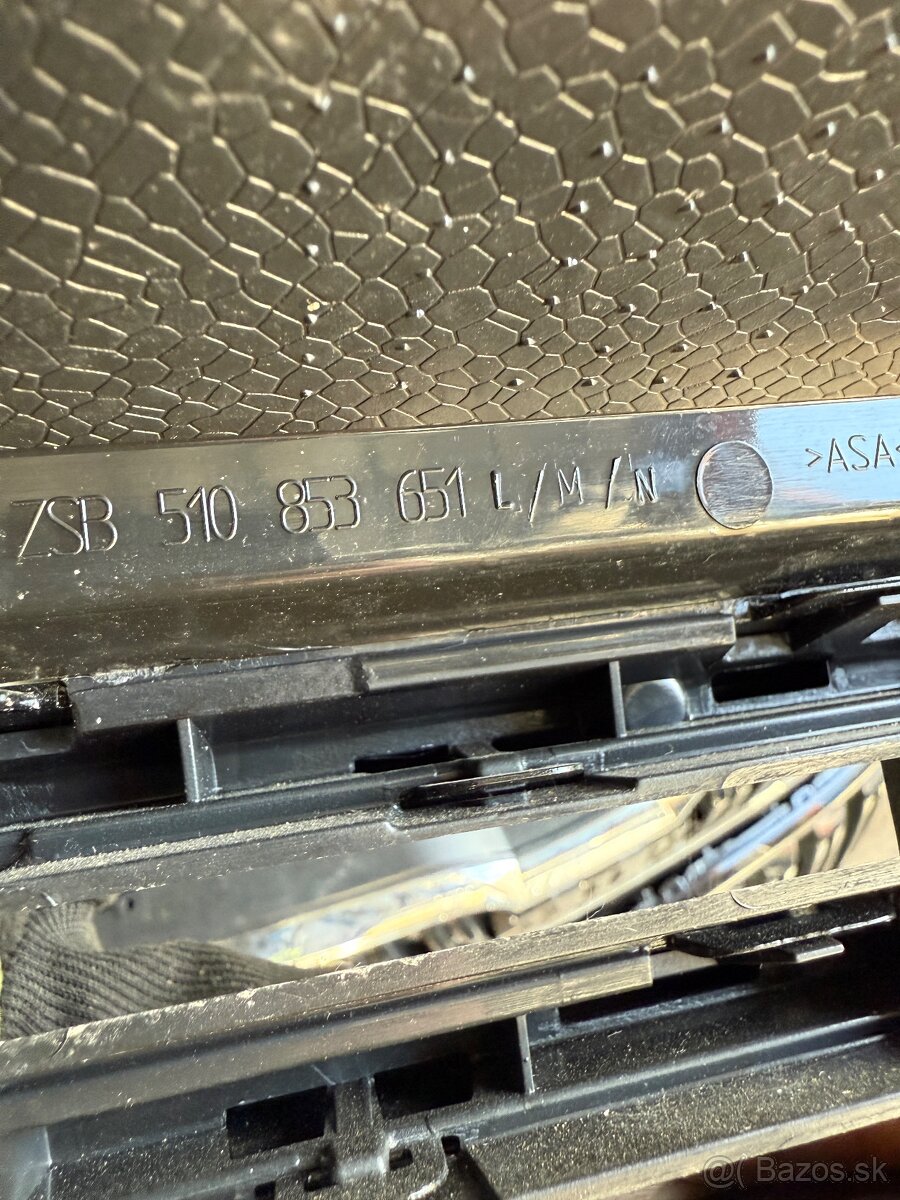 ZSB 510 853 651 L/M/N >ASA<
@( Bazos.sk